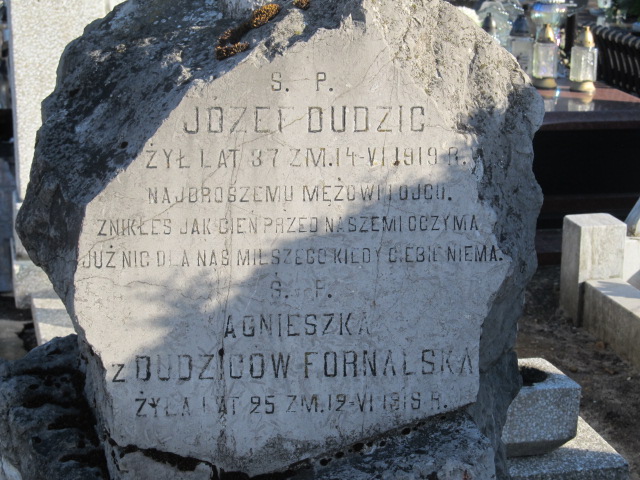 Ś. P.
JÓZEF DUDZIC
ŻYŁ LAT 37 ZM. 14-VI 1919 R.
NAJDROSZEMU MĘŻOWI I OJCU.
ZNIKŁEŚ JAK CIEŃ PRZED NASZEMI OCZYMA
JUŻ NIC DLA NAS MILSZEGO KIEDY CIEBIE NIEMA.
Ś. P.
AGNIESZKA
Z DUDZICÓW FORNALSKA
ŻYŁA LAT 25 ZM. 12-VI 1919 R.